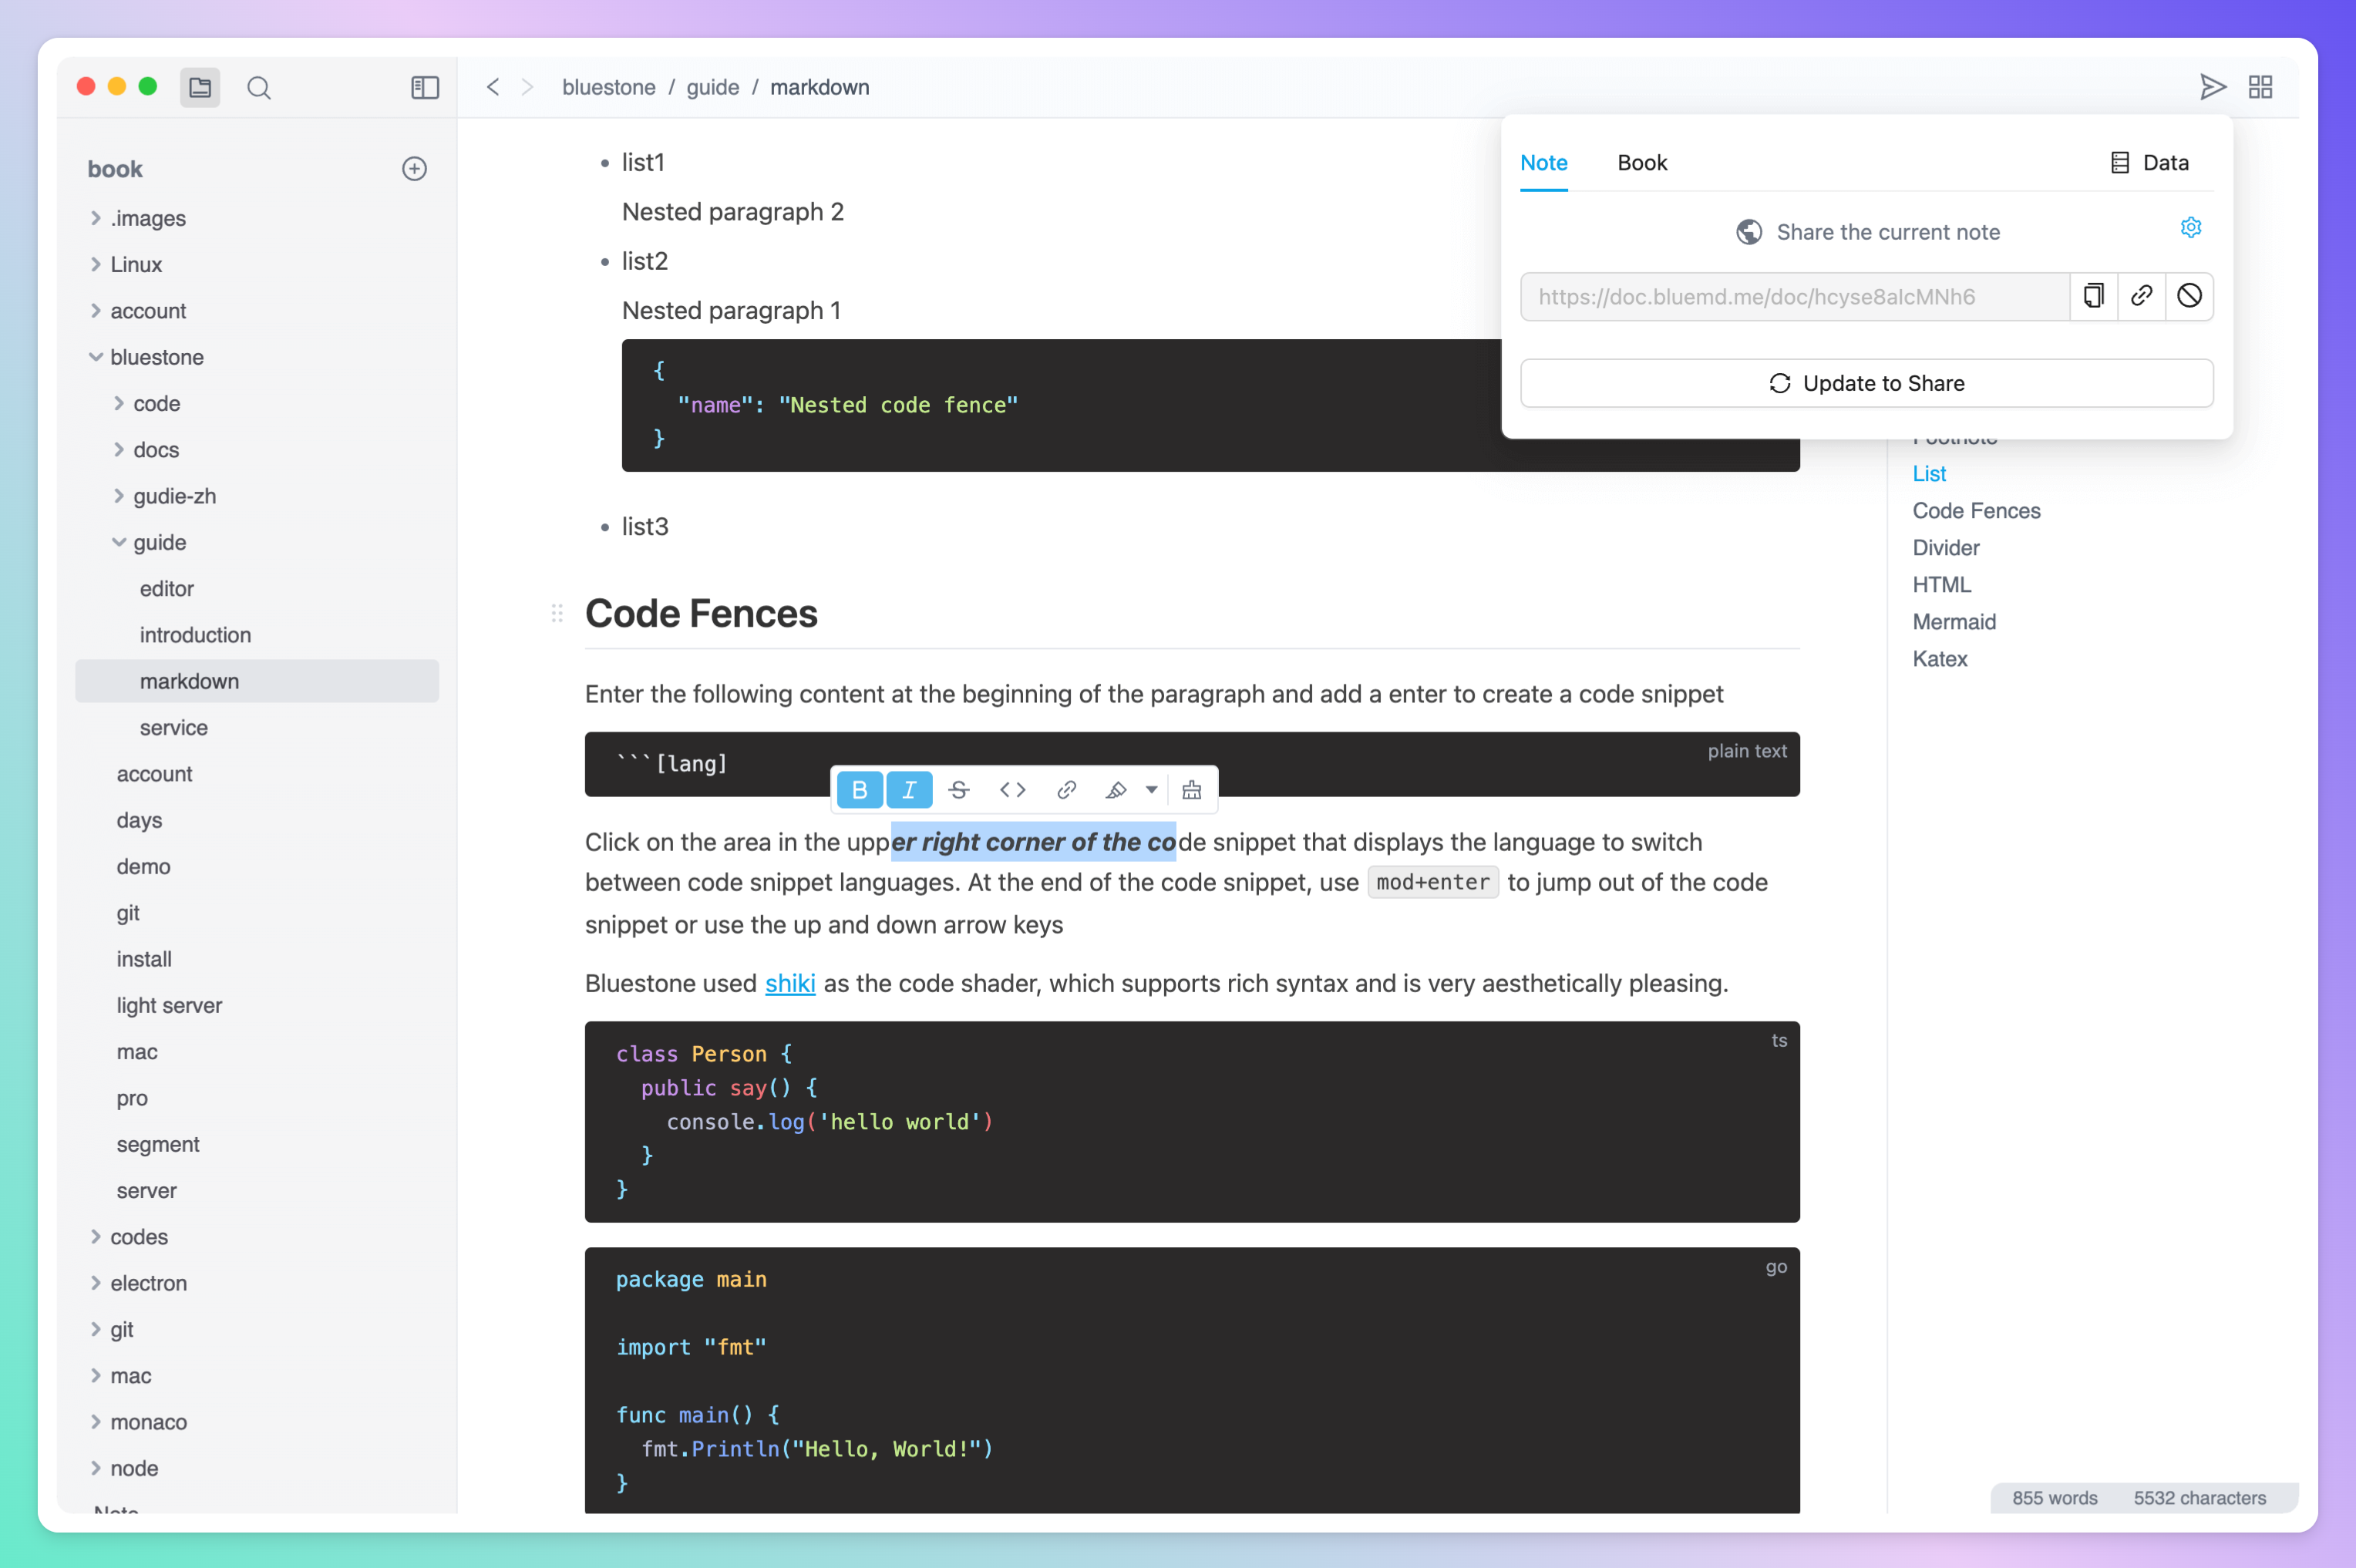 bluestone / guide / markdown
book
.images
Linux
account
bluestone
code
docs
gudie-zh
guide
editor
introduction
markdown
service
account
days
demo
git
install
light server
mac
pro
segment
server
codes
electron
git
mac
monaco
node
Note
list1
Nested paragraph 2
list2
Nested paragraph 1
{
  "name": "Nested code fence"
}
list3
Code Fences
Enter the following content at the beginning of the paragraph and add a enter to create a code snippet
```[lang]
plain text
B I S
Click on the area in the upper right corner of the code snippet that displays the language to switch
between code snippet languages. At the end of the code snippet, use mod+enter to jump out of the code
snippet or use the up and down arrow keys
Bluestone used shiki as the code shader, which supports rich syntax and is very aesthetically pleasing.
ts
class Person {
  public say() {
    console.log('hello world')
  }
}
go
package main
import "fmt"
func main() {
  fmt.Println("Hello, World!")
}
Note Book Data
Share the current note
https://doc.bluemd.me/doc/hcyse8alcMNh6
Update to Share
Footnote
List
Code Fences
Divider
HTML
Mermaid
Katex
855 words 5532 characters